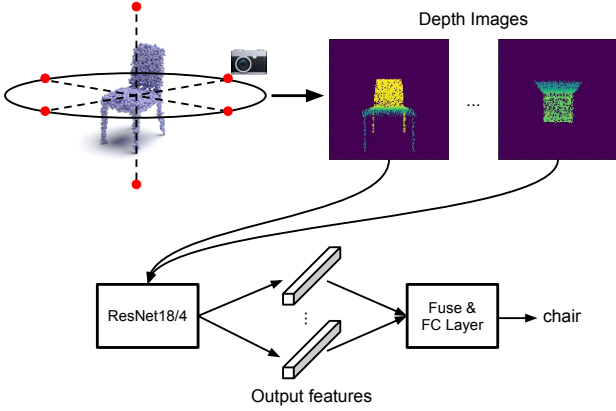 Depth Images
...
ResNet18/4
...
Fuse &
FC Layer
chair
Output features